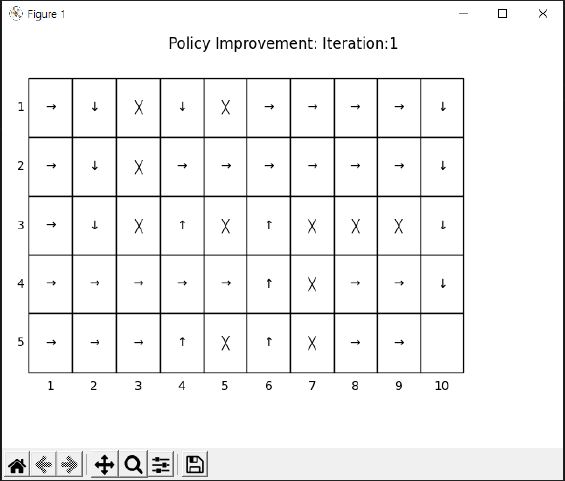 Figure 1
Policy Improvement: Iteration:1
1 → ↓ X ↓ X → → → → ↓
2 → ↓ X → → → → → → ↓
3 → ↓ X ↑ X ↑ X X X ↓
4 → → → → → ↑ X → → ↓
5 → → → ↑ X ↑ X → →
1 2 3 4 5 6 7 8 9 10